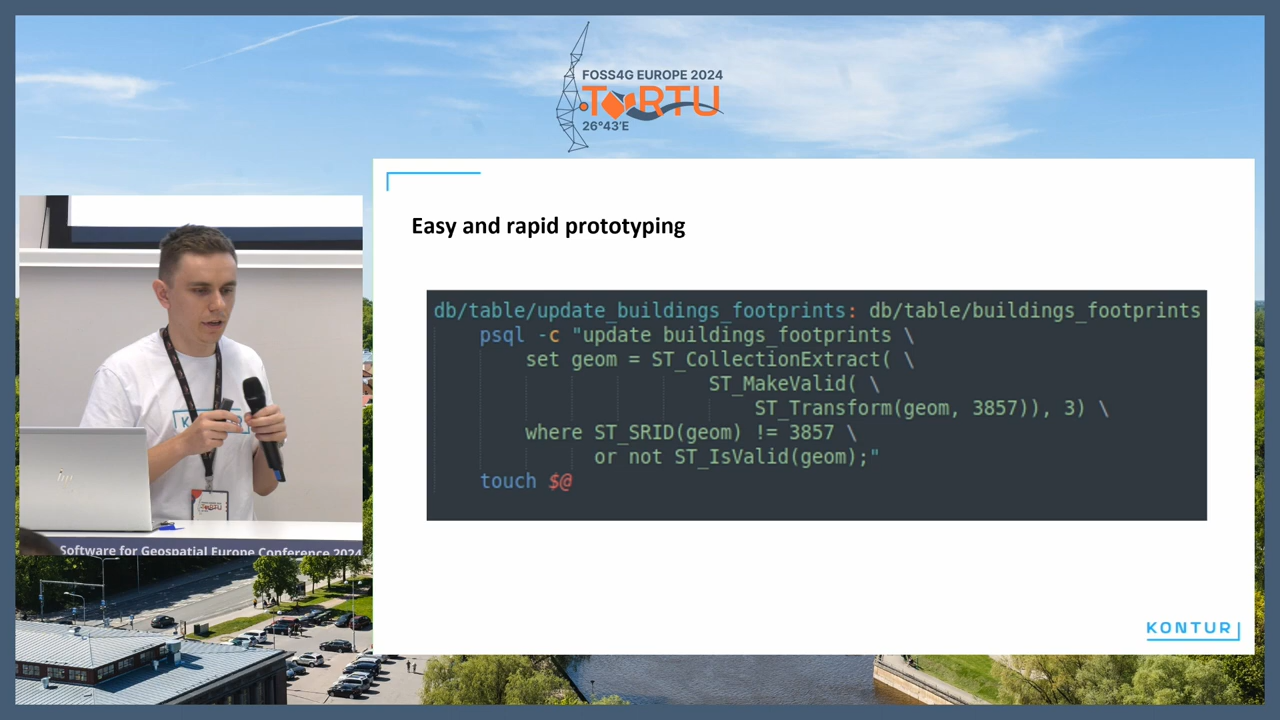 FOSS4G EUROPE 2024
TARTU
26°43'E
Easy and rapid prototyping
db/table/update_buildings_footprints: db/table/buildings_footprints
psql -c "update buildings_footprints \
set geom = ST_CollectionExtract( \
ST_MakeValid( \
ST_Transform(geom, 3857)), 3) \
where ST_SRID(geom) != 3857 \
or not ST_IsValid(geom);"
touch $@
hp
Software for Geospatial Europe Conference 2024
KONTUR